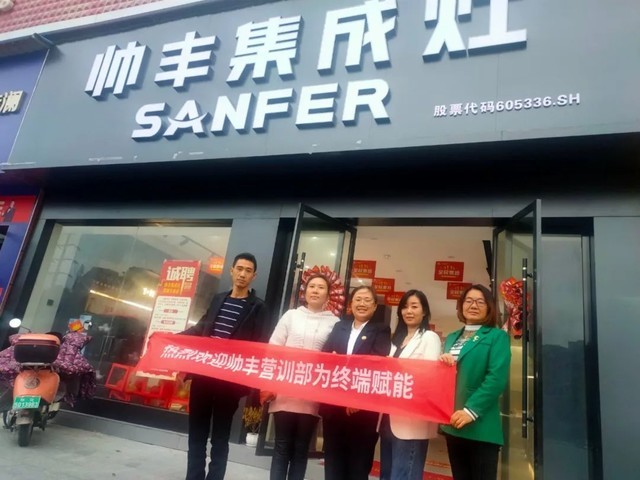 帅丰集成灶
SANFER
股票代码605336.SH
诚聘
热烈欢迎帅丰营训部为终端赋能